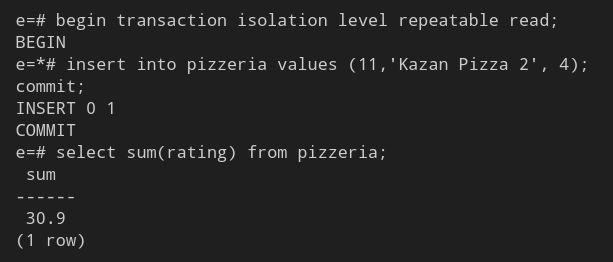 e=# begin transaction isolation level repeatable read;
BEGIN
e=*# insert into pizzeria values (11,'Kazan Pizza 2', 4);
commit;
INSERT 0 1
COMMIT
e=# select sum(rating) from pizzeria;
 sum
------
 30.9
(1 row)